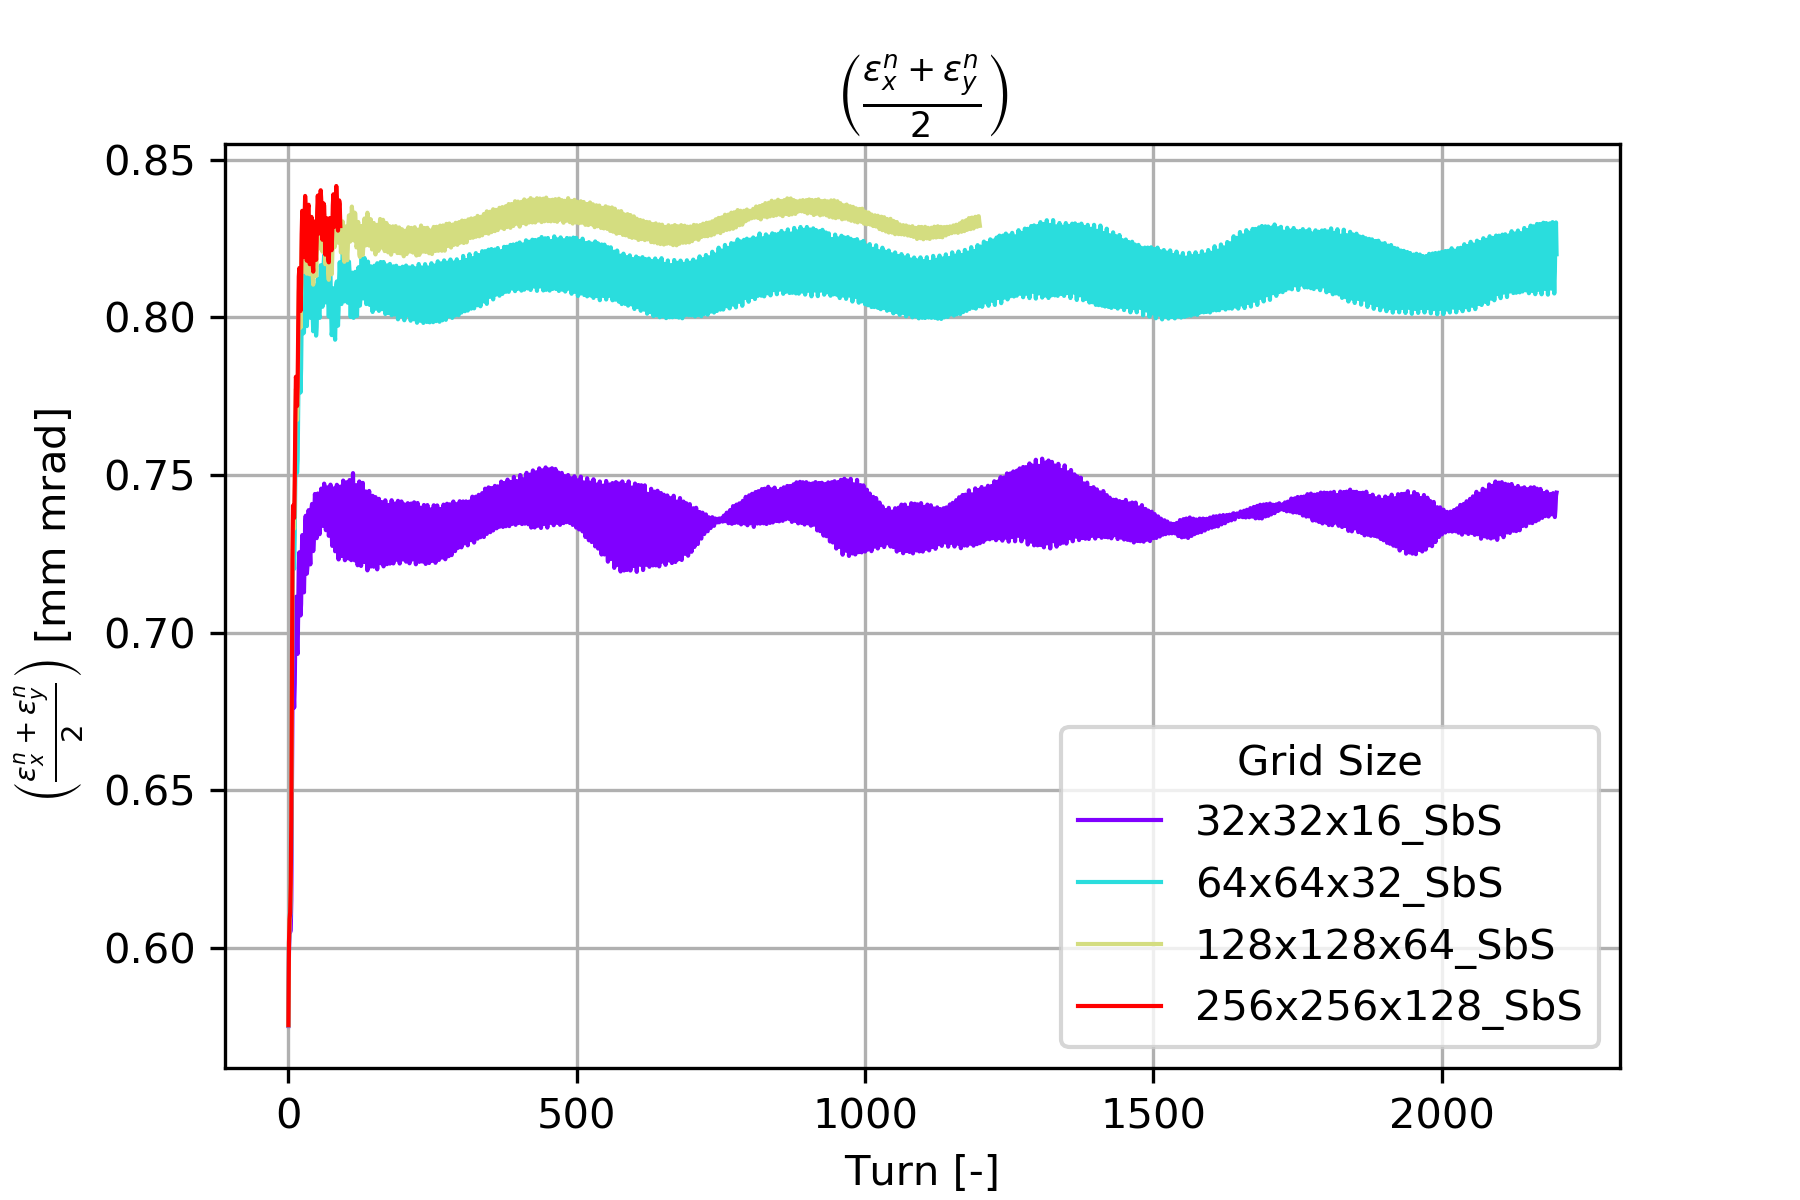 (εₓⁿ + εᵧⁿ / 2)
0.85
0.80
0.75
0.70
0.65
0.60
(εₓⁿ + εᵧⁿ / 2) [mm mrad]
0 500 1000 1500 2000
Turn [-]
Grid Size
32x32x16_SbS
64x64x32_SbS
128x128x64_SbS
256x256x128_SbS